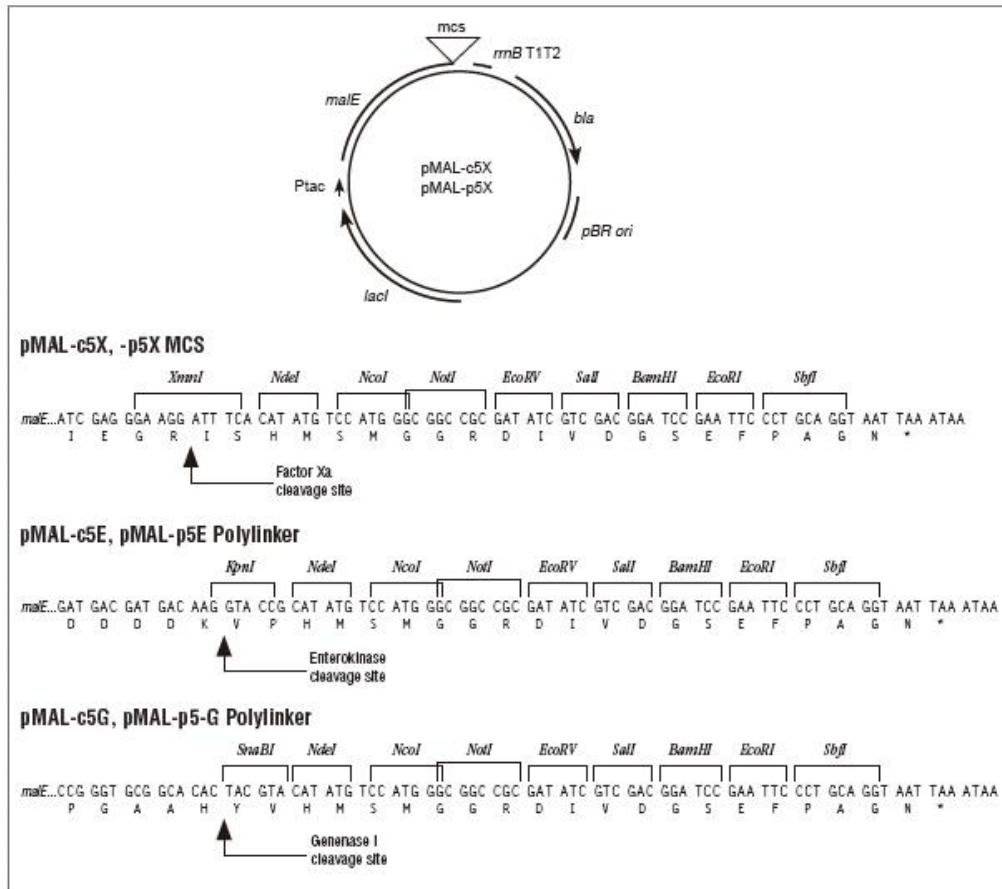 mcs
rrnB T1T2
malE
bla
pMAL-c5X
pMAL-p5X
Ptac
pBR ori
lacI
pMAL-c5X, -p5X MCS
XmnI NdeI NcoI NotI EcoRV SalI BamHI EcoRI SbfI
malE...ATC GAG GGA AGG ATT TCA CAT ATG TCC ATG GGC GGC CGC GAT ATC GTC GAC GGA TCC GAA TTC CCT GCA GGT AAT TAA ATAA
I E G R I S H M S M G G R D I V D G S E F P A G N *
Factor Xa
cleavage site
pMAL-c5E, pMAL-p5E Polylinker
KpnI NdeI NcoI NotI EcoRV SalI BamHI EcoRI SbfI
malE...GAT GAC GAT GAC AAG GTA CCG CAT ATG TCC ATG GGC GGC CGC GAT ATC GTC GAC GGA TCC GAA TTC CCT GCA GGT AAT TAA ATAA
D D D D K V P H M S M G G R D I V D G S E F P A G N *
Enterokinase
cleavage site
pMAL-c5G, pMAL-p5-G Polylinker
SnaBI NdeI NcoI NotI EcoRV SalI BamHI EcoRI SbfI
malE...CCG GGT GCG GCA CAC TAC GTA CAT ATG TCC ATG GGC GGC CGC GAT ATC GTC GAC GGA TCC GAA TTC CCT GCA GGT AAT TAA ATAA
P G A A H Y V H M S M G G R D I V D G S E F P A G N *
Genenase I
cleavage site